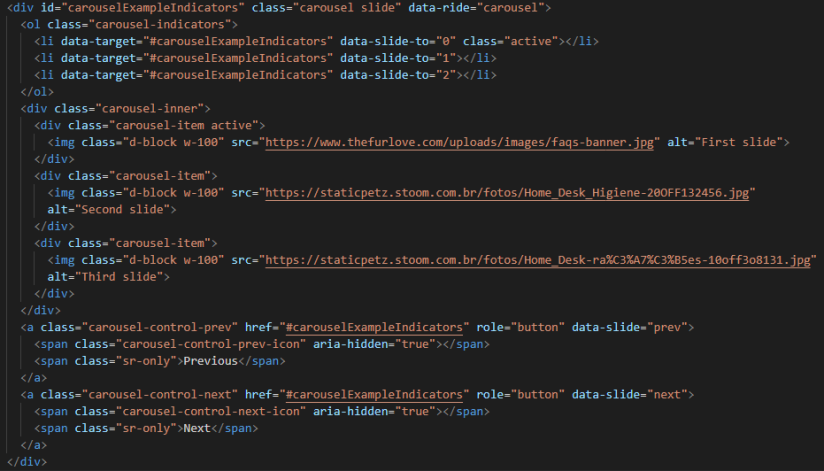 <div id="carouselExampleIndicators" class="carousel slide" data-ride="carousel">
<ol class="carousel-indicators">
<li data-target="#carouselExampleIndicators" data-slide-to="0" class="active"></li>
<li data-target="#carouselExampleIndicators" data-slide-to="1"></li>
<li data-target="#carouselExampleIndicators" data-slide-to="2"></li>
</ol>
<div class="carousel-inner">
<div class="carousel-item active">
<img class="d-block w-100" src="https://www.thefurlove.com/uploads/images/faqs-banner.jpg" alt="First slide">
</div>
<div class="carousel-item">
<img class="d-block w-100" src="https://staticpetz.stoom.com.br/fotos/Home_Desk_Higiene-20OFF132456.jpg"
alt="Second slide">
</div>
<div class="carousel-item">
<img class="d-block w-100" src="https://staticpetz.stoom.com.br/fotos/Home_Desk-ra%C3%A7%C3%B5es-10off3o8131.jpg"
alt="Third slide">
</div>
</div>
<a class="carousel-control-prev" href="#carouselExampleIndicators" role="button" data-slide="prev">
<span class="carousel-control-prev-icon" aria-hidden="true"></span>
<span class="sr-only">Previous</span>
</a>
<a class="carousel-control-next" href="#carouselExampleIndicators" role="button" data-slide="next">
<span class="carousel-control-next-icon" aria-hidden="true"></span>
<span class="sr-only">Next</span>
</a>
</div>